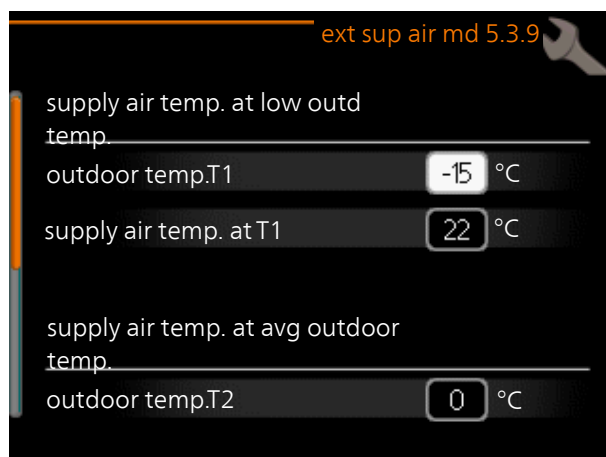 ext sup air md 5.3.9
supply air temp. at low outd
temp.
outdoor temp.T1 -15 °C
supply air temp. at T1 22 °C
supply air temp. at avg outdoor
temp.
outdoor temp.T2 0 °C